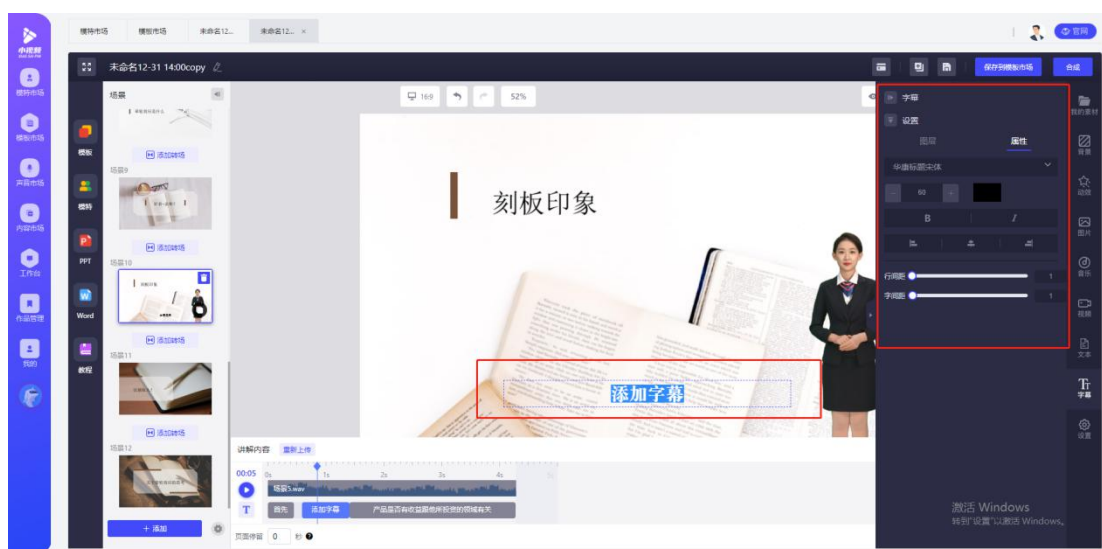 模特市场
模板市场
未命名12...
未命名12... ×
官网
小视频
模特市场
模板市场
声音市场
内容市场
工作台
作品管理
我的
未命名12-31 14:00copy
保存到模板市场
合成
模板
模特
PPT
Word
教程
场景
添加转场
场景9
添加转场
场景10
刻板印象
添加转场
场景11
添加转场
场景12
+ 添加
16:9
52%
刻板印象
添加字幕
讲解内容
重新上传
00:05
0s
1s
2s
3s
4s
场景5.wav
T
首先
添加字幕
产品是否有收益跟他所投资的领域有关
页面停留
0
秒
字幕
设置
图层
属性
华康标题宋体
- 60 +
B
I
行间距
1
字间距
1
我的素材
背景
动效
图片
音乐
视频
文本
字幕
设置
激活 Windows
转到"设置"以激活 Windows。